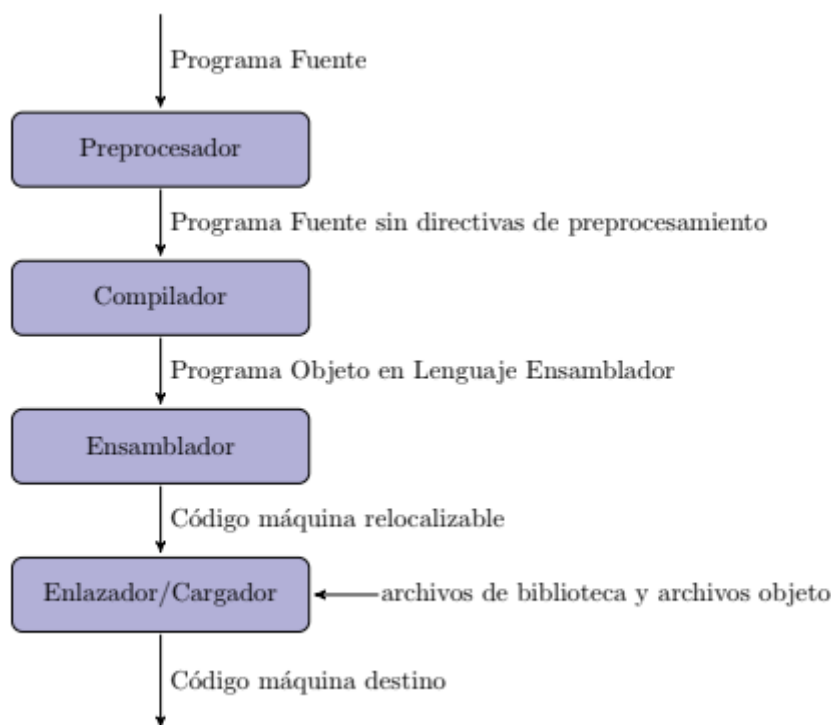 Programa Fuente
Preprocesador
Programa Fuente sin directivas de preprocesamiento
Compilador
Programa Objeto en Lenguaje Ensamblador
Ensamblador
Código máquina relocalizable
Enlazador/Cargador
archivos de biblioteca y archivos objeto
Código máquina destino